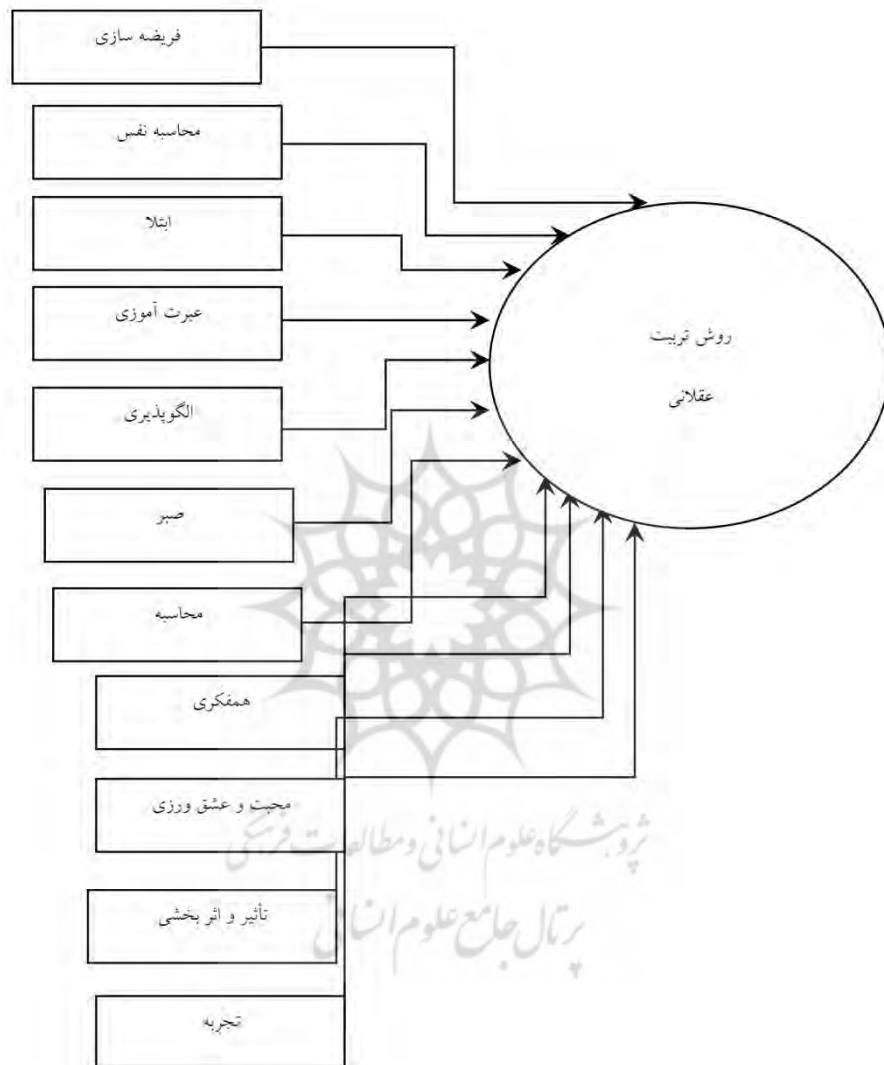 فریضه سازی
محاسبه نفس
ابتلا
عبرت آموزی
روش تربیت
عقلانی
الگوپذیری
صبر
محاسبه
همفکری
محبت و عشق ورزی
پژوهشگاه علوم انسانی و مطالعات فرهنگی
تأثیر و اثر بخشی
پرتال جامع علوم انسانی
تجربه